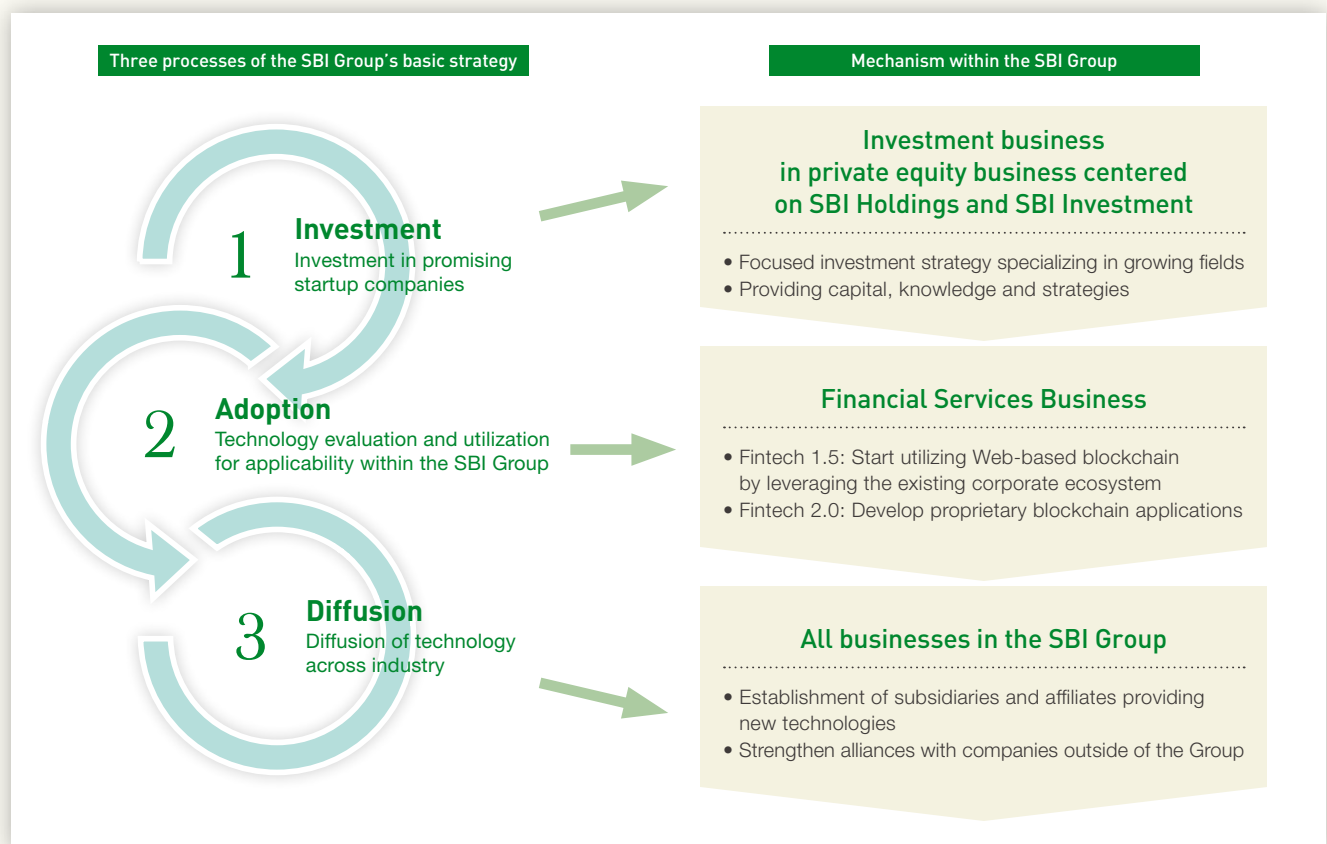 Three processes of the SBI Group's basic strategy
1
Investment
Investment in promising
startup companies
2
Adoption
Technology evaluation and utilization
for applicability within the SBI Group
3
Diffusion
Diffusion of technology
across industry
Mechanism within the SBI Group
Investment business
in private equity business centered
on SBI Holdings and SBI Investment
• Focused investment strategy specializing in growing fields
• Providing capital, knowledge and strategies
Financial Services Business
• Fintech 1.5: Start utilizing Web-based blockchain
by leveraging the existing corporate ecosystem
• Fintech 2.0: Develop proprietary blockchain applications
All businesses in the SBI Group
• Establishment of subsidiaries and affiliates providing
new technologies
• Strengthen alliances with companies outside of the Group